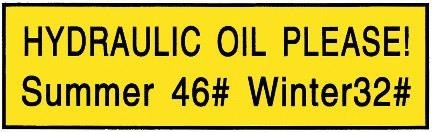 HYDRAULIC OIL PLEASE!
Summer 46# Winter32#